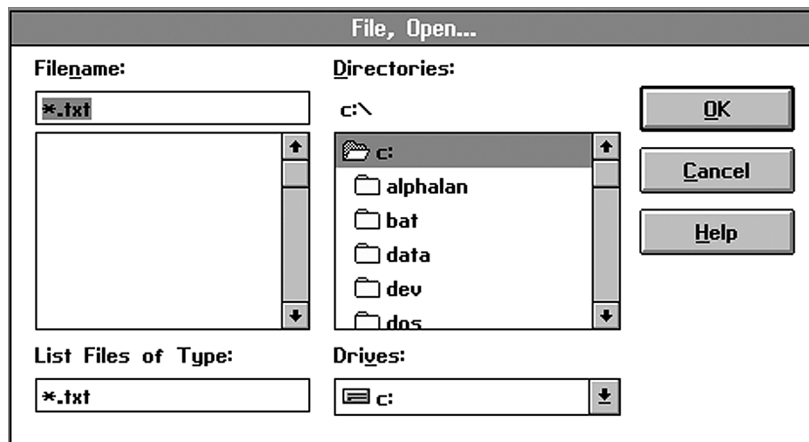 File, Open...
Filename:
*.txt
Directories:
c:\
c:
alphalan
bat
data
dev
dos
OK
Cancel
Help
List Files of Type:
*.txt
Drives:
c: